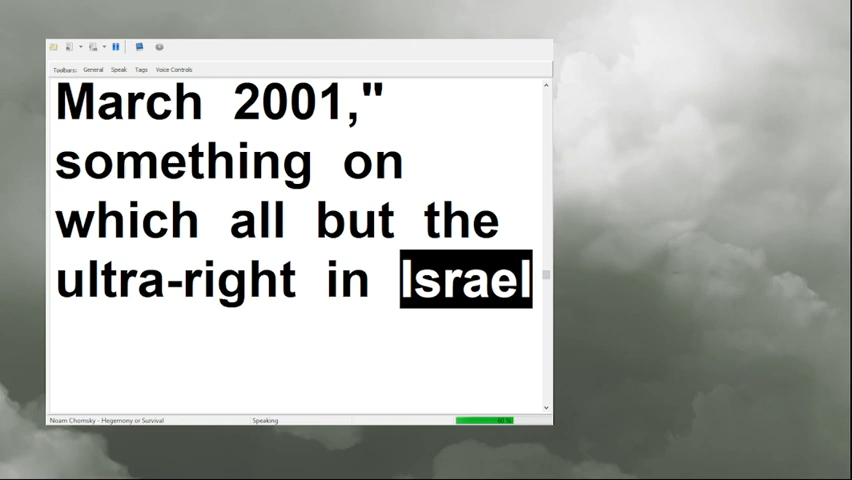 Toolbars: General Speak Tags Voice Controls
March 2001,"
something on
which all but the
ultra-right in Israel
Noam Chomsky - Hegemony or Survival Speaking 60 %